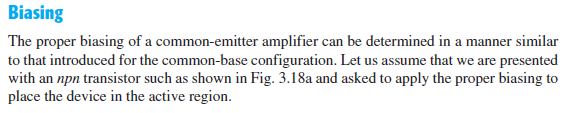 Biasing
The proper biasing of a common-emitter amplifier can be determined in a manner similar
to that introduced for the common-base configuration. Let us assume that we are presented
with an npn transistor such as shown in Fig. 3.18a and asked to apply the proper biasing to
place the device in the active region.